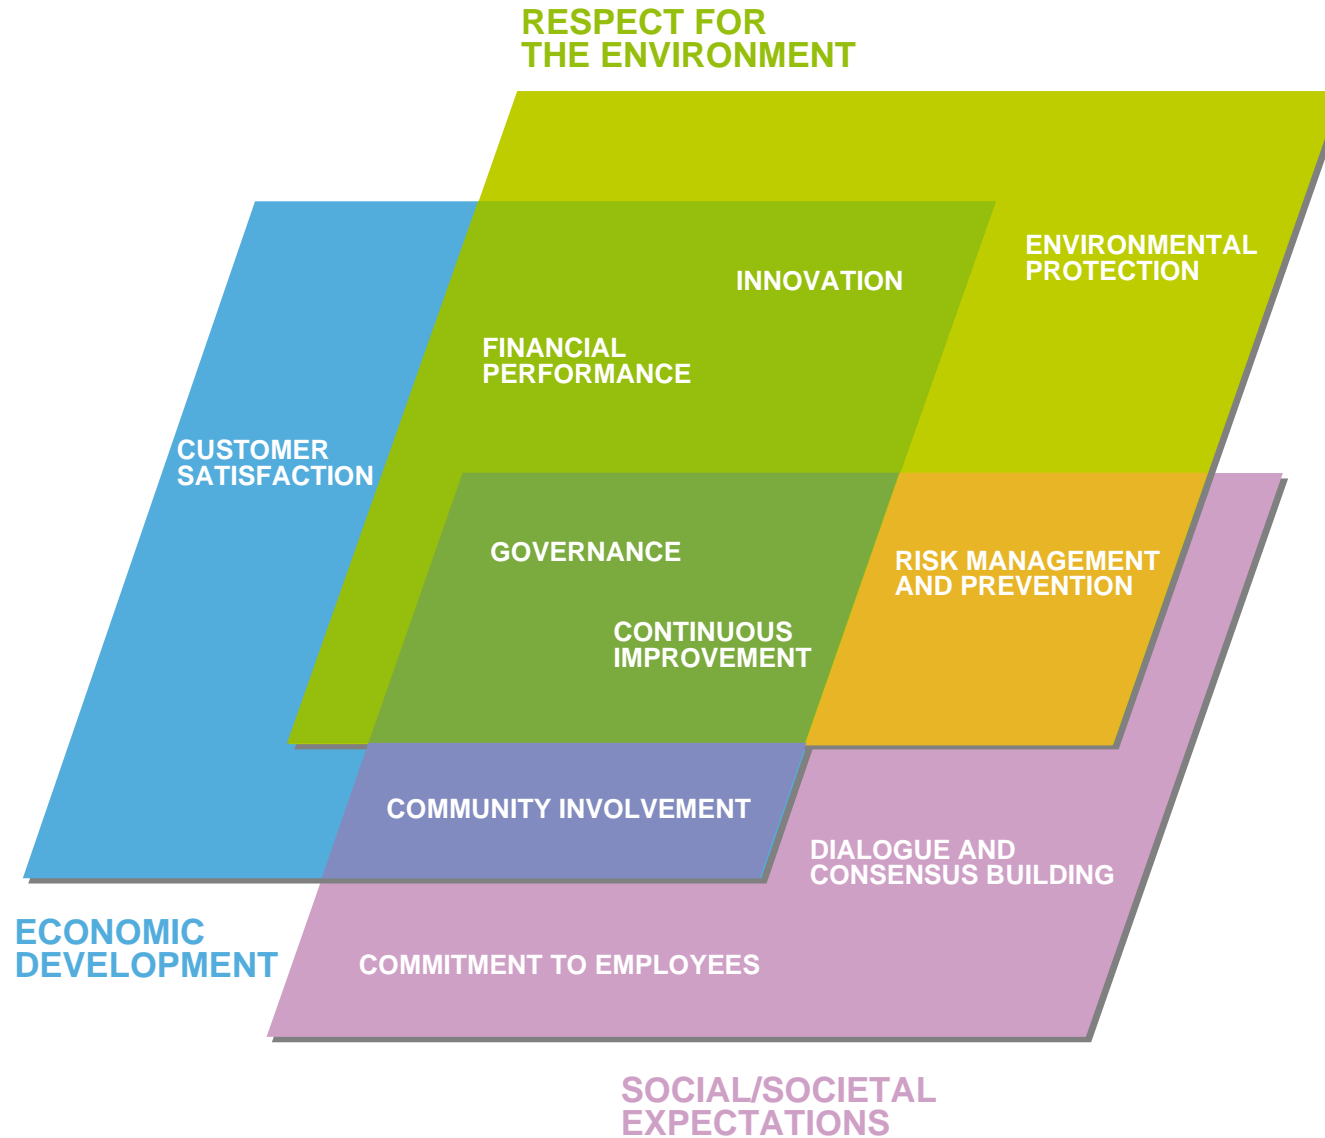 RESPECT FOR
THE ENVIRONMENT
ENVIRONMENTAL
PROTECTION
INNOVATION
FINANCIAL
PERFORMANCE
CUSTOMER
SATISFACTION
GOVERNANCE
RISK MANAGEMENT
AND PREVENTION
CONTINUOUS
IMPROVEMENT
COMMUNITY INVOLVEMENT
DIALOGUE AND
CONSENSUS BUILDING
ECONOMIC
DEVELOPMENT
COMMITMENT TO EMPLOYEES
SOCIAL/SOCIETAL
EXPECTATIONS